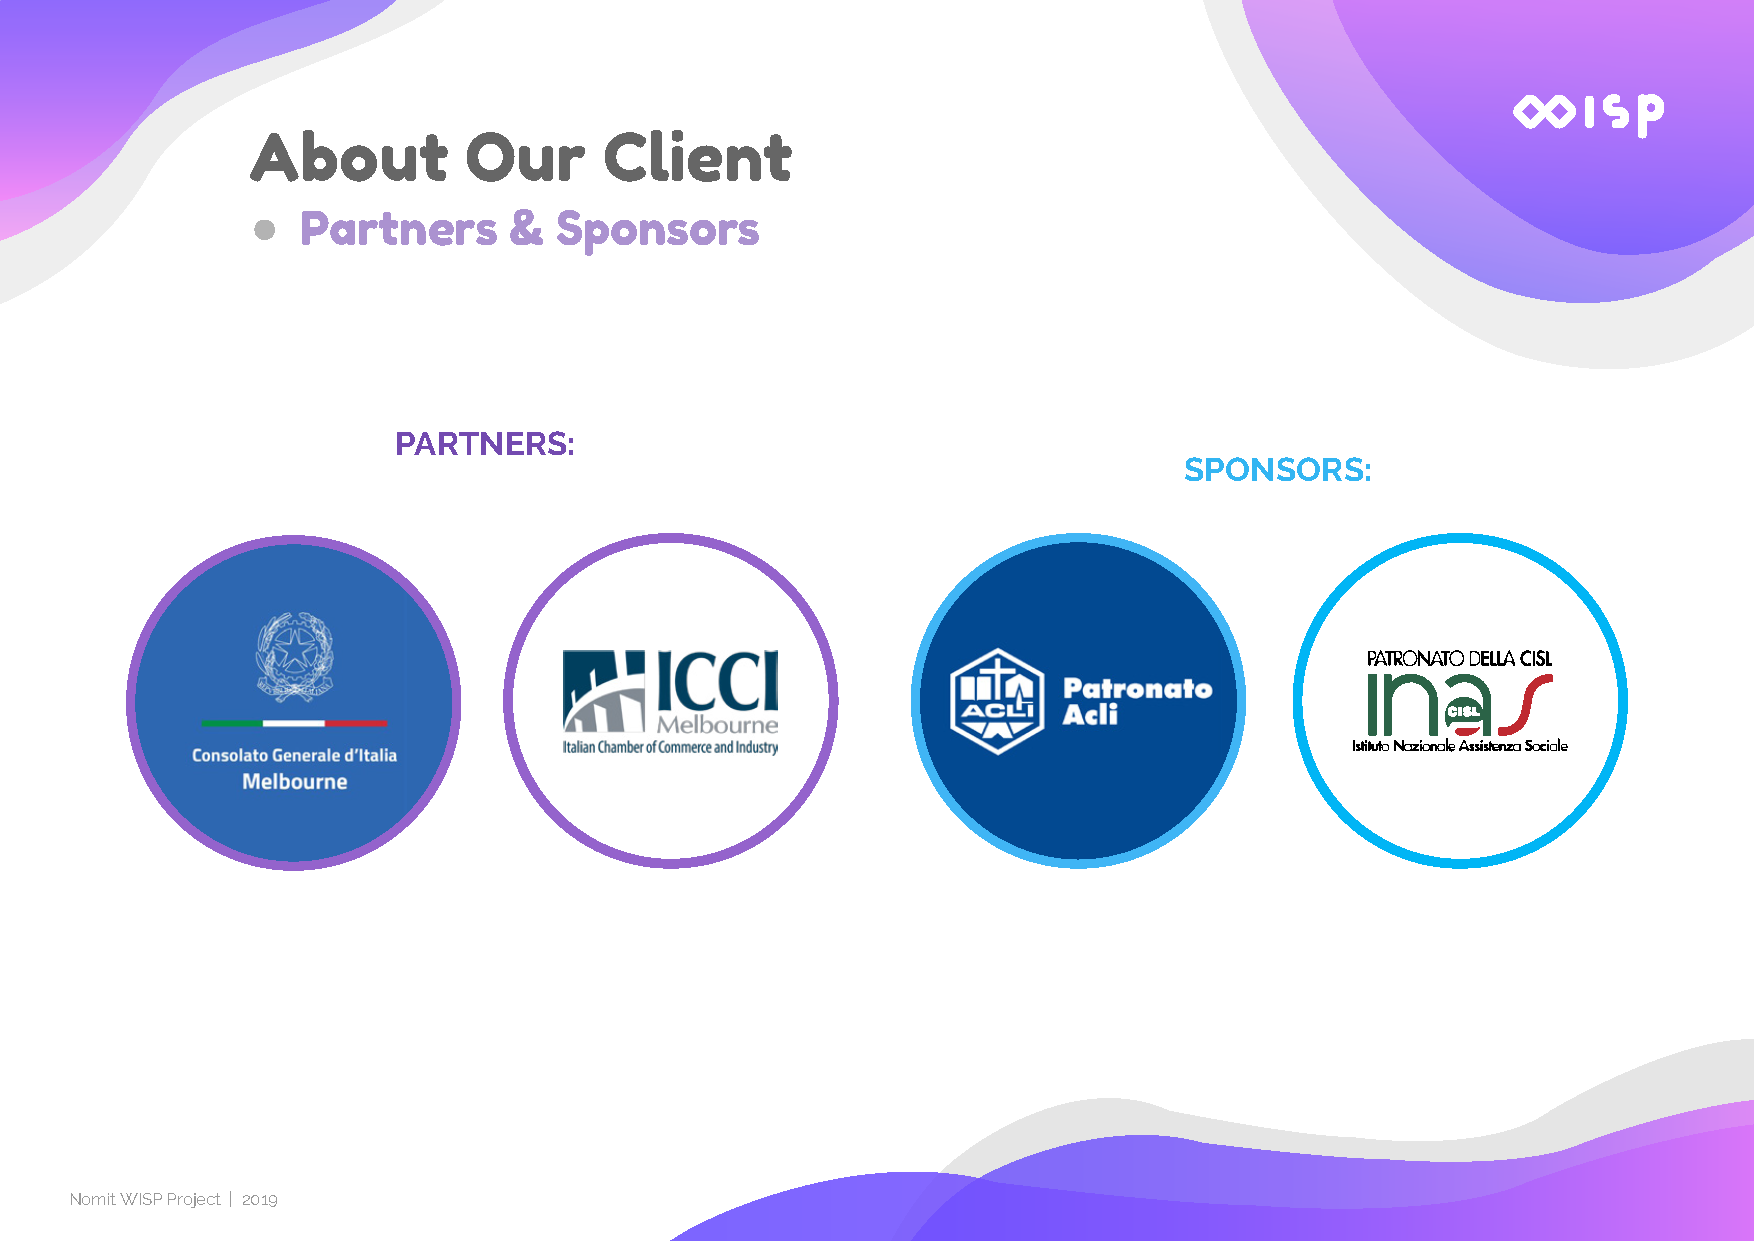 WISP
About Our Client
● Partners & Sponsors
PARTNERS:
SPONSORS:
Consolato Generale d'Italia
Melbourne
ICCI
Melbourne
Italian Chamber of Commerce and Industry
ACLI
Patronato
Acli
PATRONATO DELLA CISL
inas
CISL
Istituto Nazionale Assistenza Sociale
Nomit WISP Project | 2019